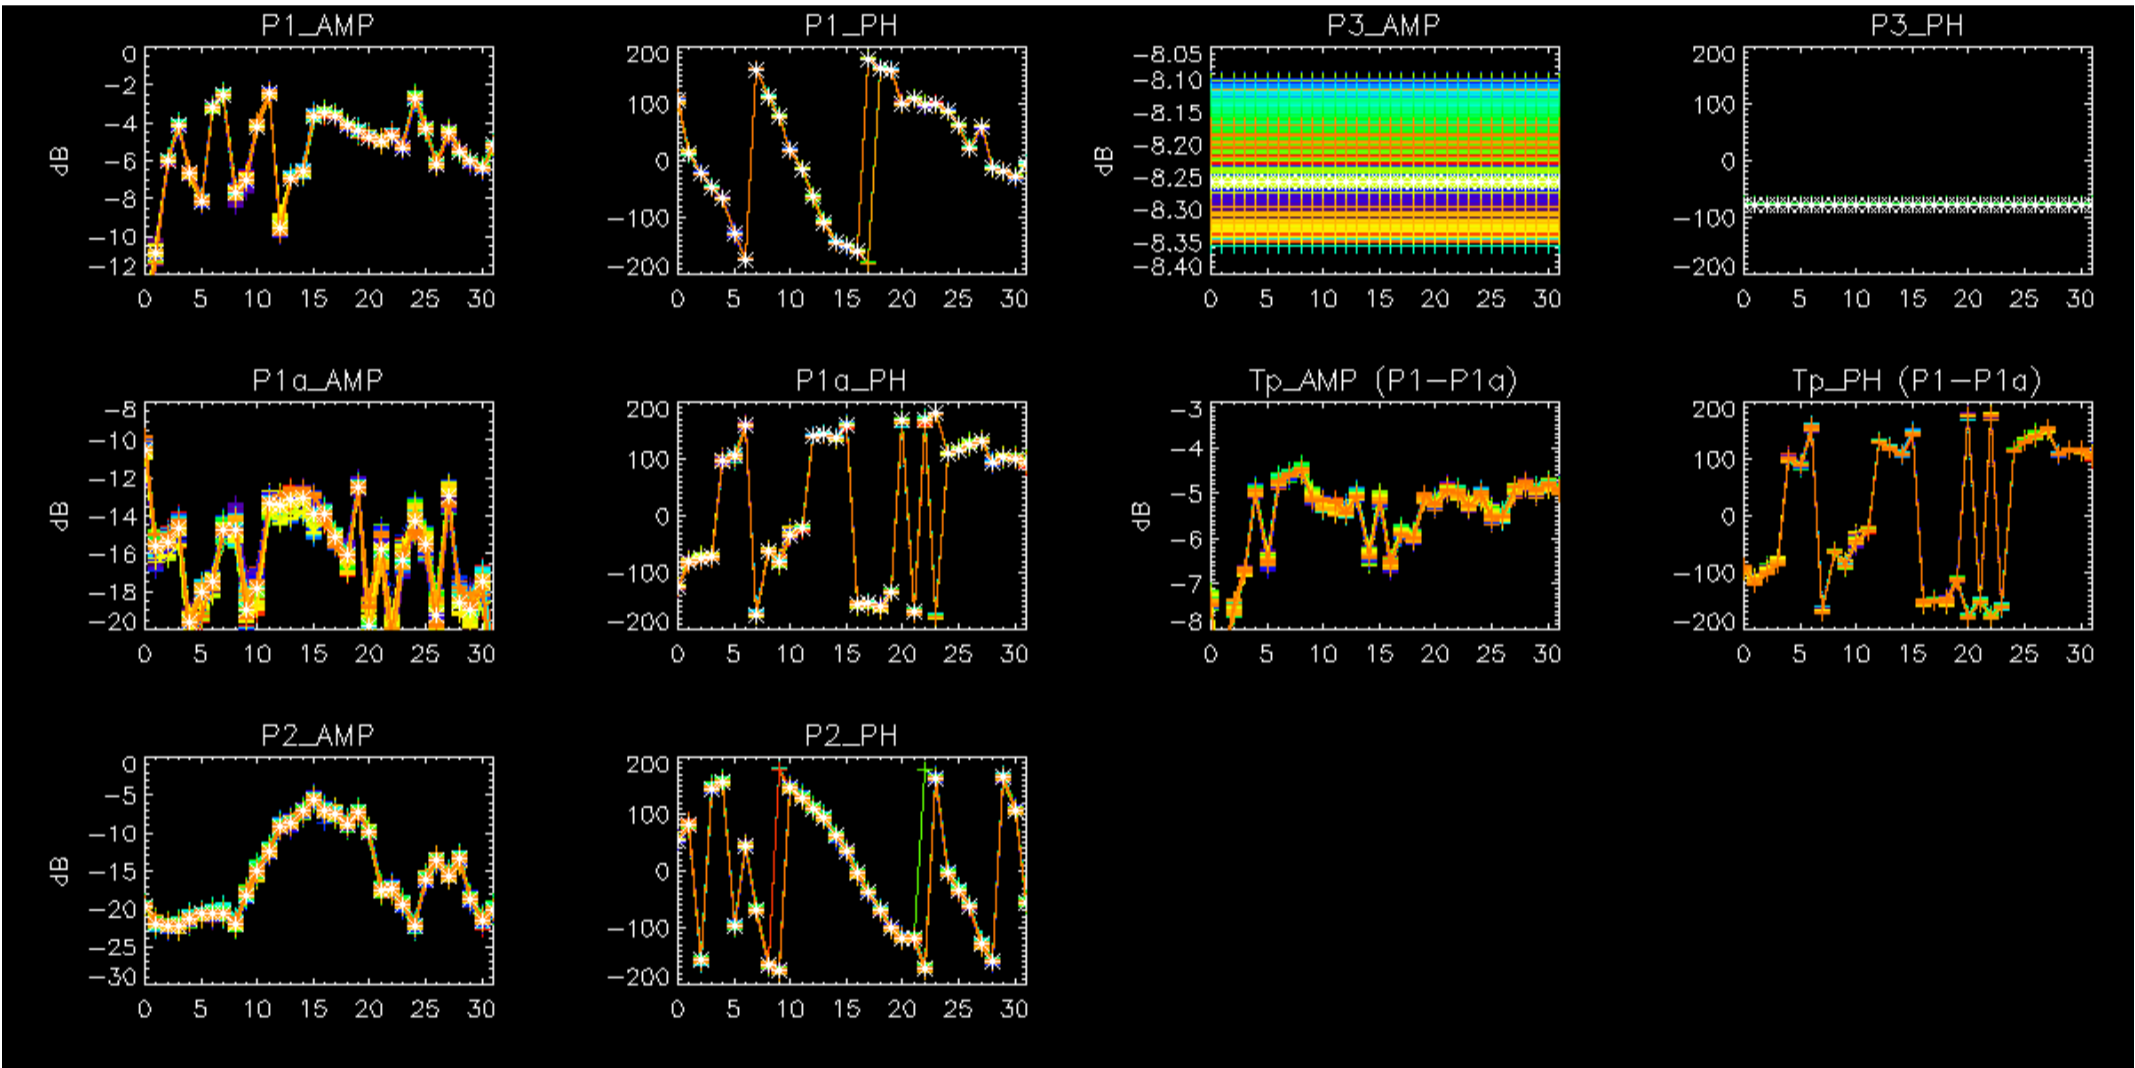 P1_AMP
0
−2
−4
−6
−8
−10
−12
dB
0 5 10 15 20 25 30
P1_PH
200
100
0
−100
−200
0 5 10 15 20 25 30
P3_AMP
−8.05
−8.10
−8.15
−8.20
−8.25
−8.30
−8.35
−8.40
dB
0 5 10 15 20 25 30
P3_PH
200
100
0
−100
−200
0 5 10 15 20 25 30
P1a_AMP
−8
−10
−12
−14
−16
−18
−20
dB
0 5 10 15 20 25 30
P1a_PH
200
100
0
−100
−200
0 5 10 15 20 25 30
Tp_AMP (P1−P1a)
−3
−4
−5
−6
−7
−8
dB
0 5 10 15 20 25 30
Tp_PH (P1−P1a)
200
100
0
−100
−200
0 5 10 15 20 25 30
P2_AMP
0
−5
−10
−15
−20
−25
−30
dB
0 5 10 15 20 25 30
P2_PH
200
100
0
−100
−200
0 5 10 15 20 25 30